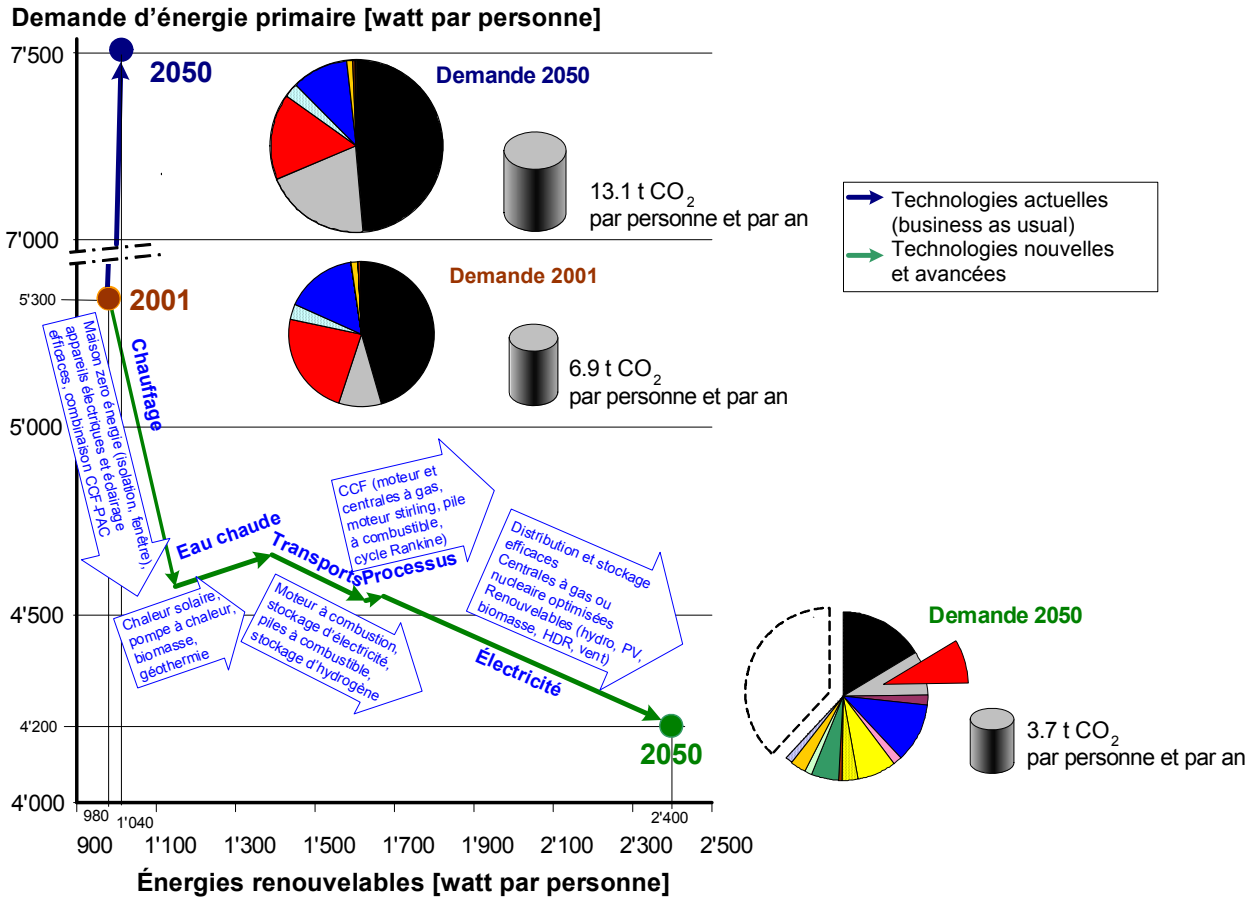 Demande d'énergie primaire [watt par personne]
7'500
2050
Demande 2050
13.1 t CO2
par personne et par an
Technologies actuelles
(business as usual)
Technologies nouvelles
et avancées
7'000
5'300
2001
Demande 2001
6.9 t CO2
par personne et par an
Maison zero énergie (isolation, fenêtre),
appareils électriques et éclairage
efficaces, combinaison CCF-PAC
Chauffage
5'000
CCF (moteur et
centrales à gas,
moteur stirling, pile
à combustible,
cycle Rankine)
Eau chaude
Transports
Processus
Distribution et stockage
efficaces
Centrales à gas ou
nucleaire optimisées
Renouvelables (hydro, PV,
biomasse, HDR, vent)
4'500
Chaleur solaire,
pompe à chaleur,
biomasse,
géothermie
Moteur à combustion,
stockage d'électricité,
piles à combustible,
stockage d'hydrogène
Électricité
Demande 2050
3.7 t CO2
par personne et par an
4'200
2050
4'000
980
1'040
2'400
900
1'100
1'300
1'500
1'700
1'900
2'100
2'300
2'500
Énergies renouvelables [watt par personne]